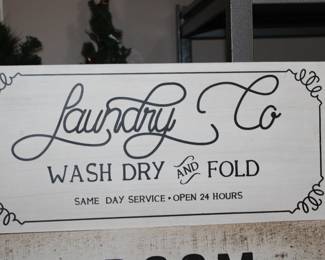 Laundry Co
WASH DRY AND FOLD
SAME DAY SERVICE • OPEN 24 HOURS